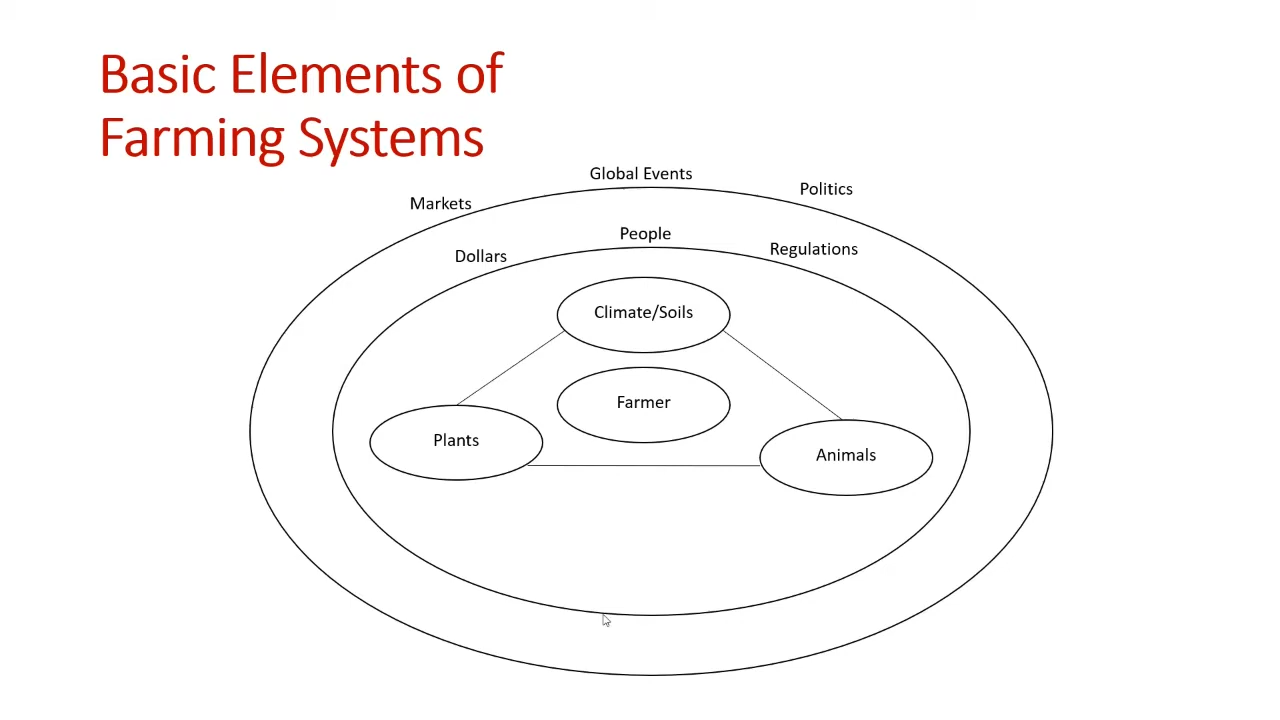 Basic Elements of
Farming Systems
Global Events
Markets
Politics
People
Dollars
Regulations
Climate/Soils
Farmer
Plants
Animals